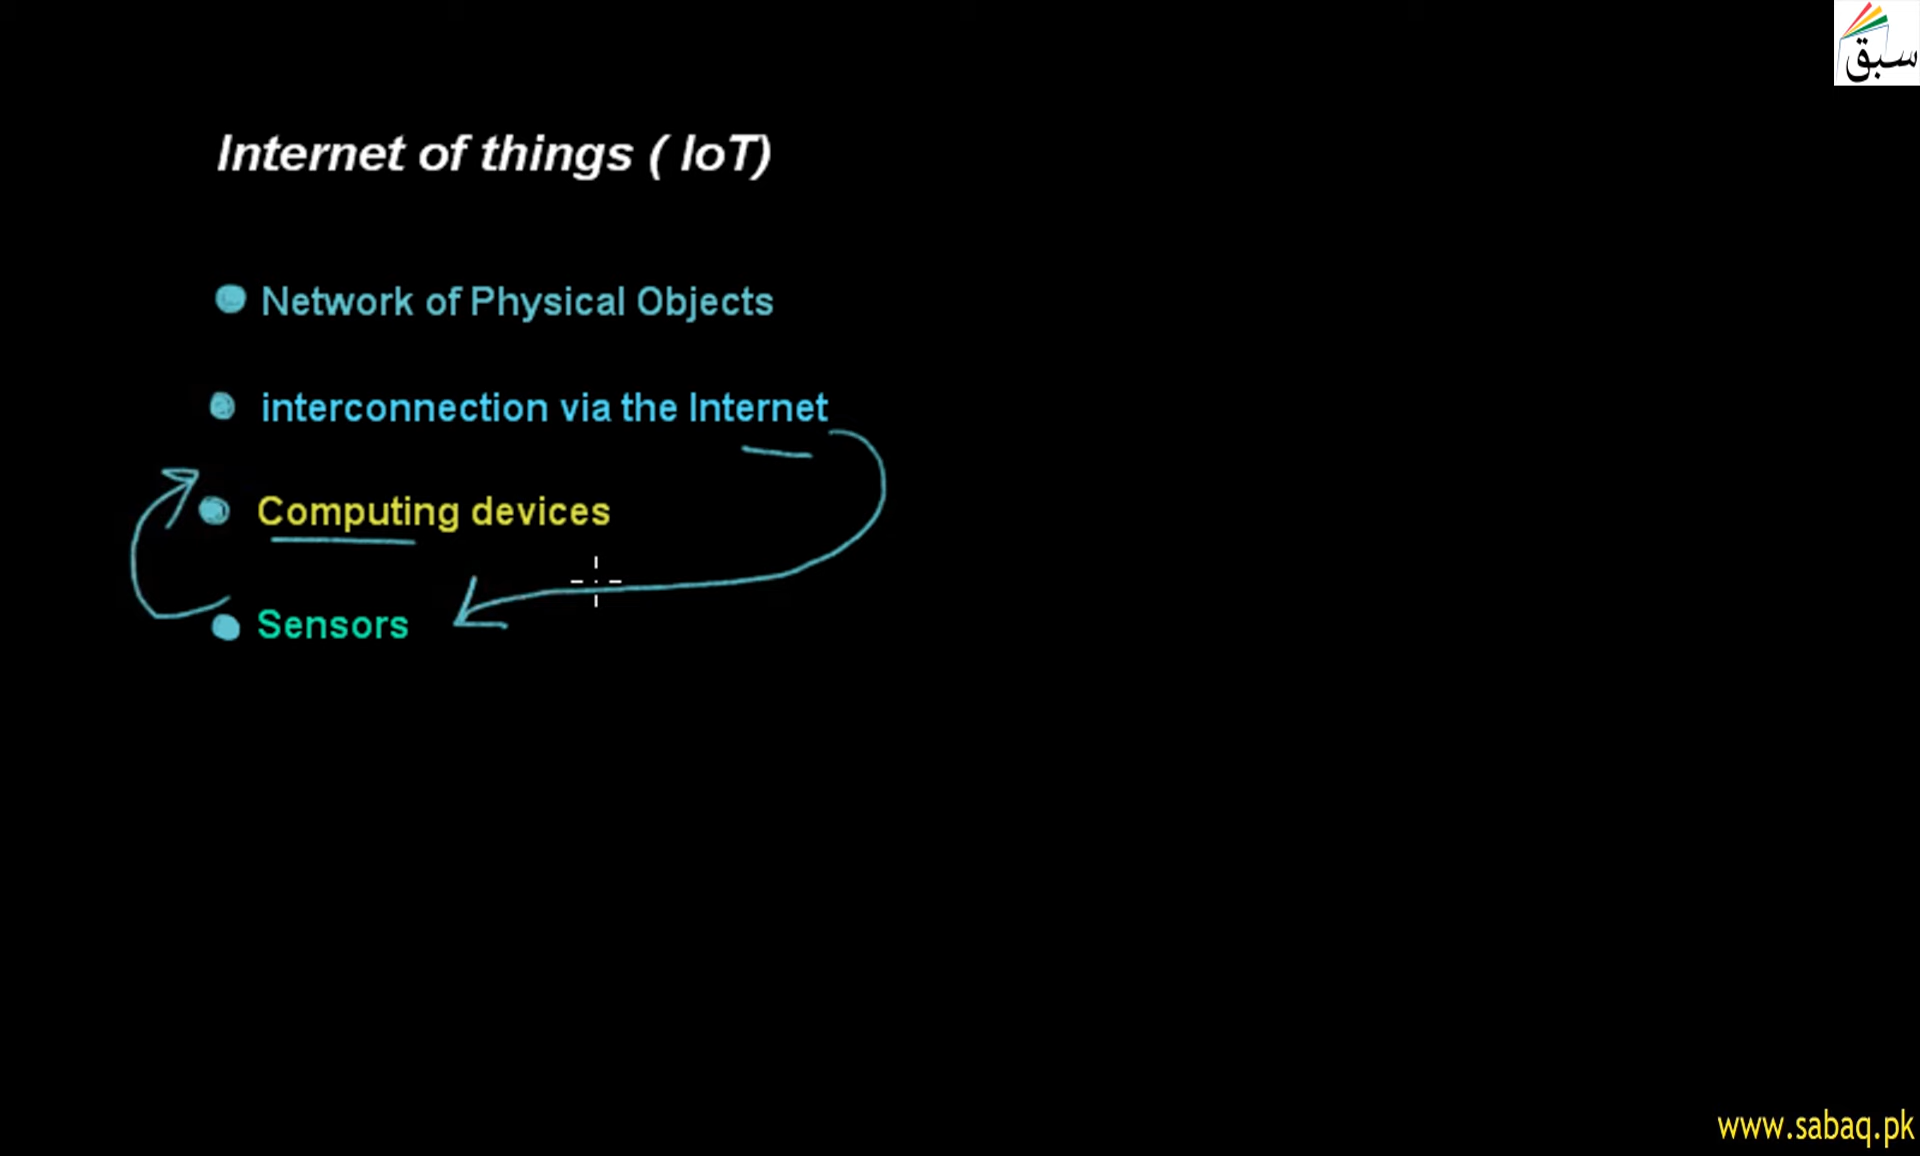 سبق
Internet of things ( IoT)
Network of Physical Objects
interconnection via the Internet
Computing devices
Sensors
www.sabaq.pk